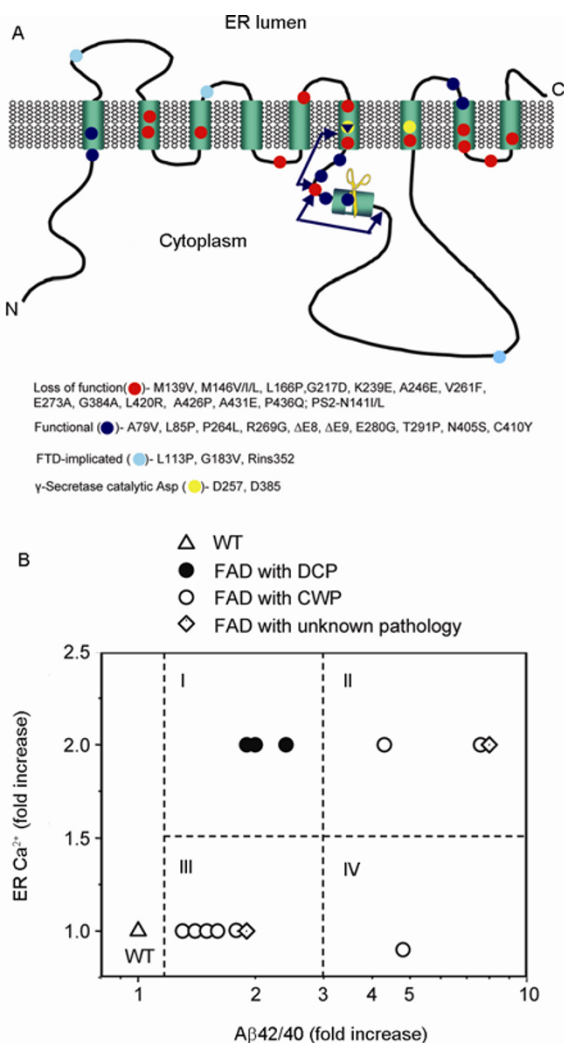 A
ER lumen
C
Cytoplasm
N
Loss of function(●)- M139V, M146V/I/L, L166P,G217D, K239E, A246E, V261F,
E273A, G384A, L420R, A426P, A431E, P436Q; PS2-N141I/L
Functional (●)- A79V, L85P, P264L, R269G, ΔE8, ΔE9, E280G, T291P, N405S, C410Y
FTD-implicated (●)- L113P, G183V, Rins352
γ-Secretase catalytic Asp (●)- D257, D385
B
WT
FAD with DCP
FAD with CWP
FAD with unknown pathology
2.5
I
II
2.0
ER Ca²⁺ (fold increase)
1.5
III
IV
1.0
WT
1 2 3 4 5 10
Aβ42/40 (fold increase)